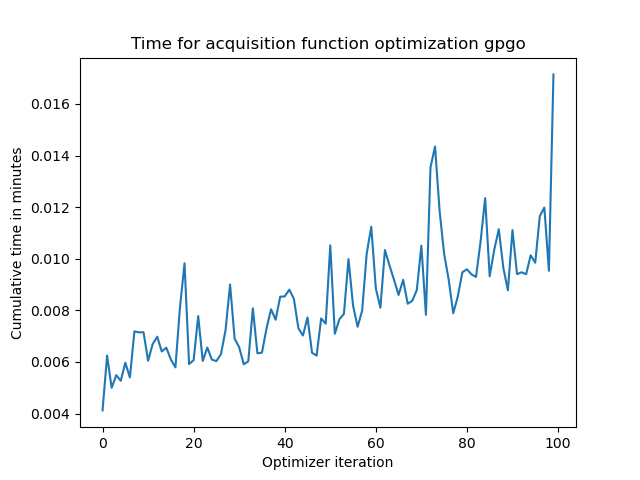 Time for acquisition function optimization gpgo
Cumulative time in minutes
0.016
0.014
0.012
0.010
0.008
0.006
0.004
0 20 40 60 80 100
Optimizer iteration